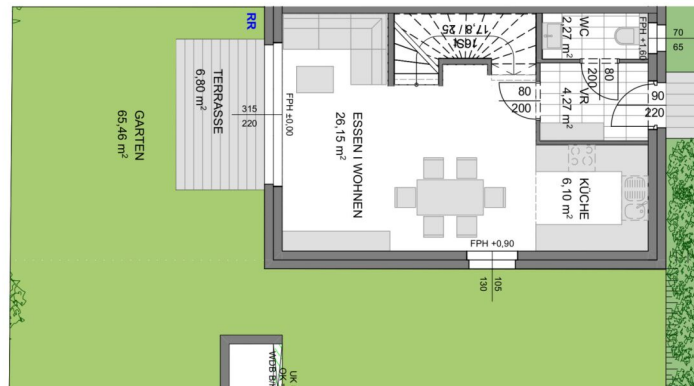 RR
GARTEN
65,46 m²
TERRASSE
6,80 m²
315
220
FPH ±0,00
ESSEN I WOHNEN
26,15 m²
16St
17,8 / 25
WC
2,27 m²
FPH +1,60
70
65
80
200
VR
4,27 m²
80
200
90
220
KÜCHE
6,10 m²
FPH +0,90
105
130
UK
OK